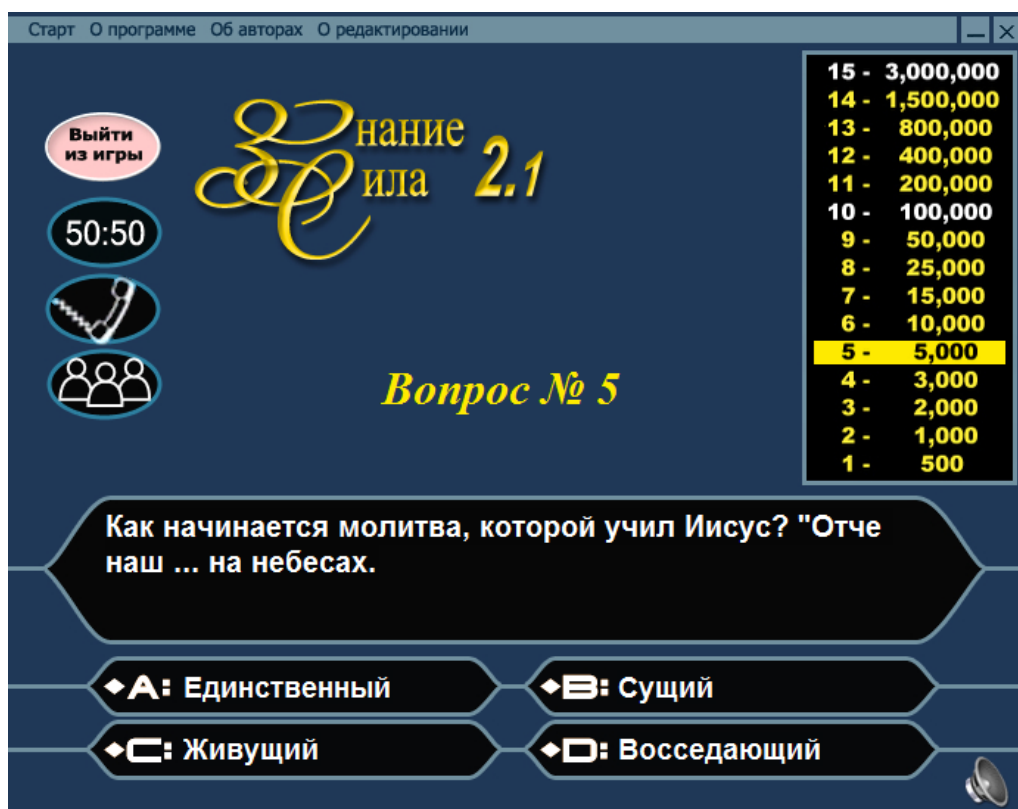 Старт О программе Об авторах О редактировании
Выйти
из игры
Знание
Сила 2.1
50:50
15 - 3,000,000
14 - 1,500,000
13 - 800,000
12 - 400,000
11 - 200,000
10 - 100,000
9 - 50,000
8 - 25,000
7 - 15,000
6 - 10,000
5 - 5,000
4 - 3,000
3 - 2,000
2 - 1,000
1 - 500
Вопрос № 5
Как начинается молитва, которой учил Иисус? "Отче
наш ... на небесах.
A: Единственный
B: Сущий
C: Живущий
D: Восседающий